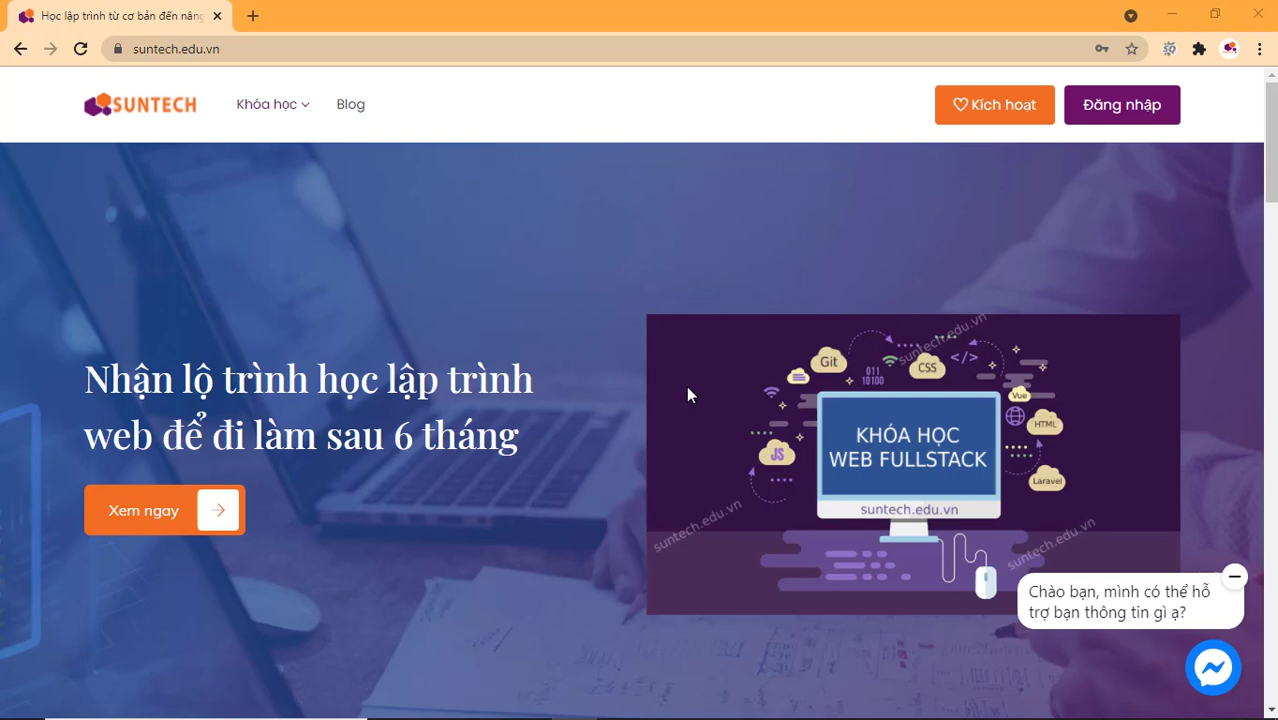 Học lập trình từ cơ bản đến nâng
suntech.edu.vn
SUNTECH
Khóa học
Blog
Kích hoạt
Đăng nhập
Nhận lộ trình học lập trình
web để đi làm sau 6 tháng
Xem ngay
Git
CSS
</>
011
10100
Vue
HTML
JS
Laravel
KHÓA HỌC
WEB FULLSTACK
suntech.edu.vn
suntech.edu.vn
suntech.edu.vn
suntech.edu.vn
Chào bạn, mình có thể hỗ
trợ bạn thông tin gì ạ?